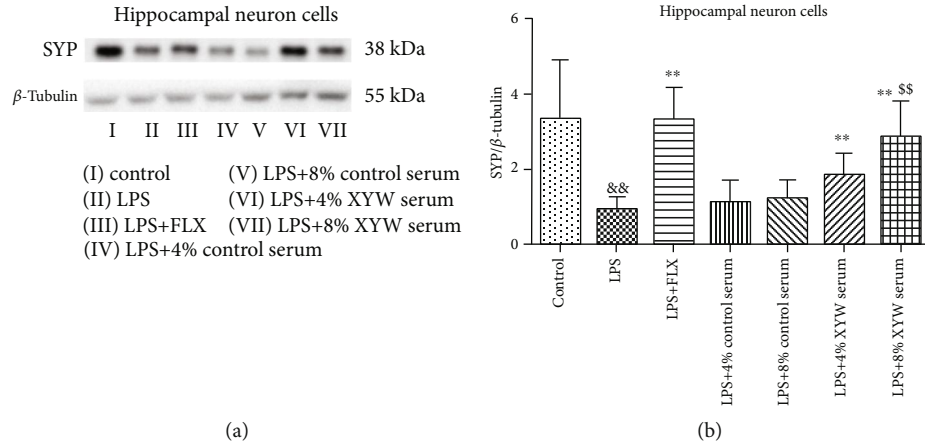 Hippocampal neuron cells
SYP 38 kDa
β-Tubulin 55 kDa
I II III IV V VI VII
(I) control (V) LPS+8% control serum
(II) LPS (VI) LPS+4% XYW serum
(III) LPS+FLX (VII) LPS+8% XYW serum
(IV) LPS+4% control serum
(a)
Hippocampal neuron cells
SYP/β-tubulin
6
4
2
0
&&
**
**
** $$
Control
LPS
LPS+FLX
LPS+4% control serum
LPS+8% control serum
LPS+4% XYW serum
LPS+8% XYW serum
(b)